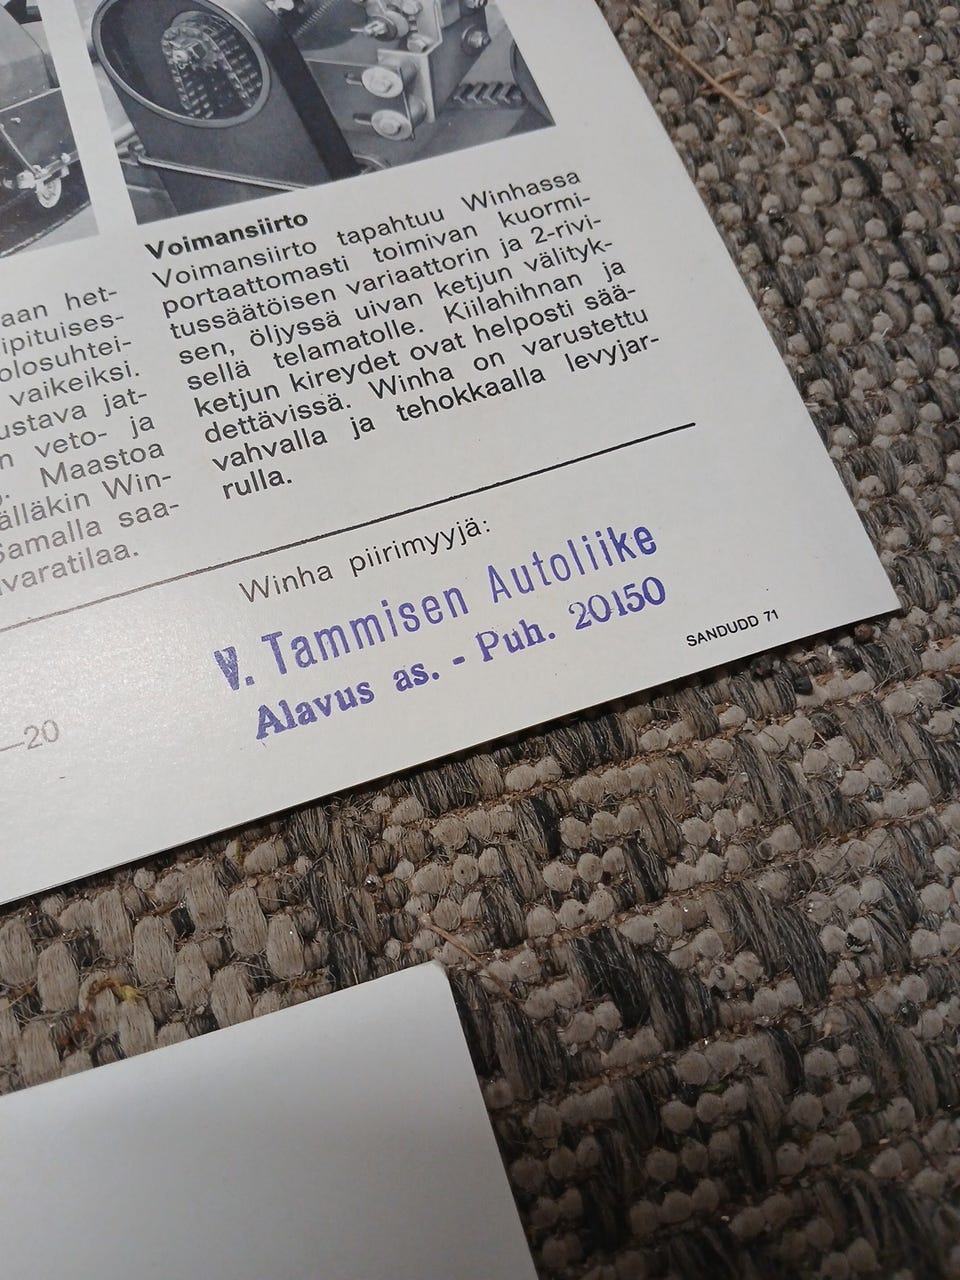 aan het-
ipituises-
olosuhtei-
vaikeiksi.
ustava jat-
n veto- ja
Maastoa
älläkin Win-
Samalla saa-
varatilaa.
—20
Voimansiirto
Voimansiirto tapahtuu Winhassa
portaattomasti toimivan kuormi-
tussäätöisen variaattorin ja 2-rivi-
sen, öljyssä uivan ketjun välityk-
sellä telamatolle. Kiilahihnan ja
ketjun kireydet ovat helposti sää-
dettävissä. Winha on varustettu
vahvalla ja tehokkaalla levyjar-
rulla.
Winha piirimyyjä:
V. Tammisen Autoliike
Alavus as. - Puh. 20150
SANDUDD 71